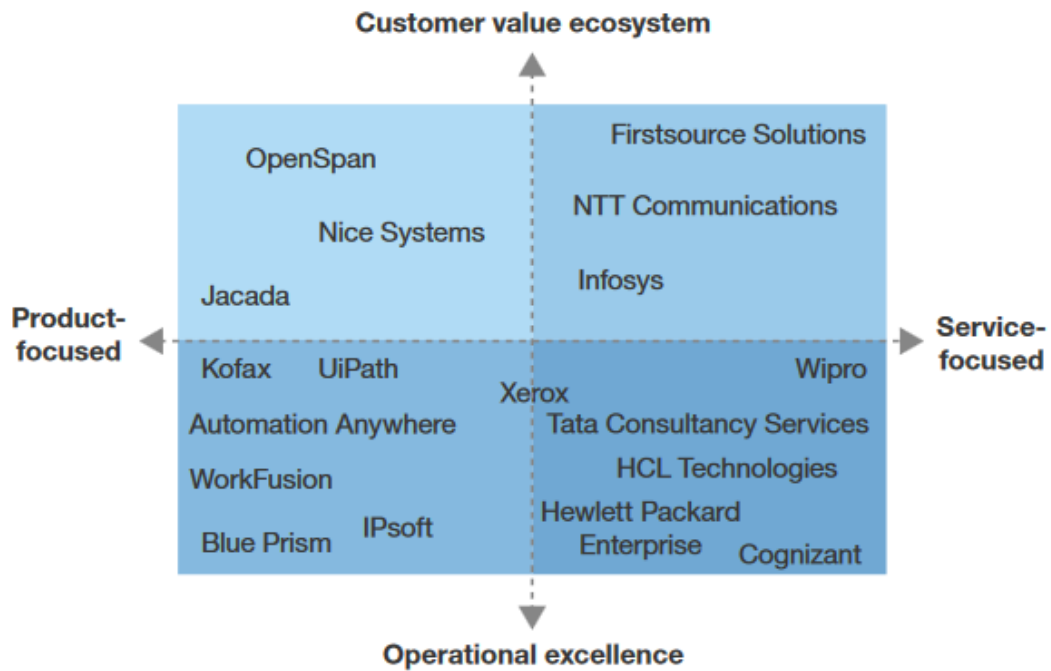 Customer value ecosystem
OpenSpan
Firstsource Solutions
Nice Systems
NTT Communications
Jacada
Infosys
Product-
focused
Service-
focused
Kofax
UiPath
Xerox
Wipro
Automation Anywhere
Tata Consultancy Services
WorkFusion
HCL Technologies
Blue Prism
IPsoft
Hewlett Packard
Enterprise
Cognizant
Operational excellence